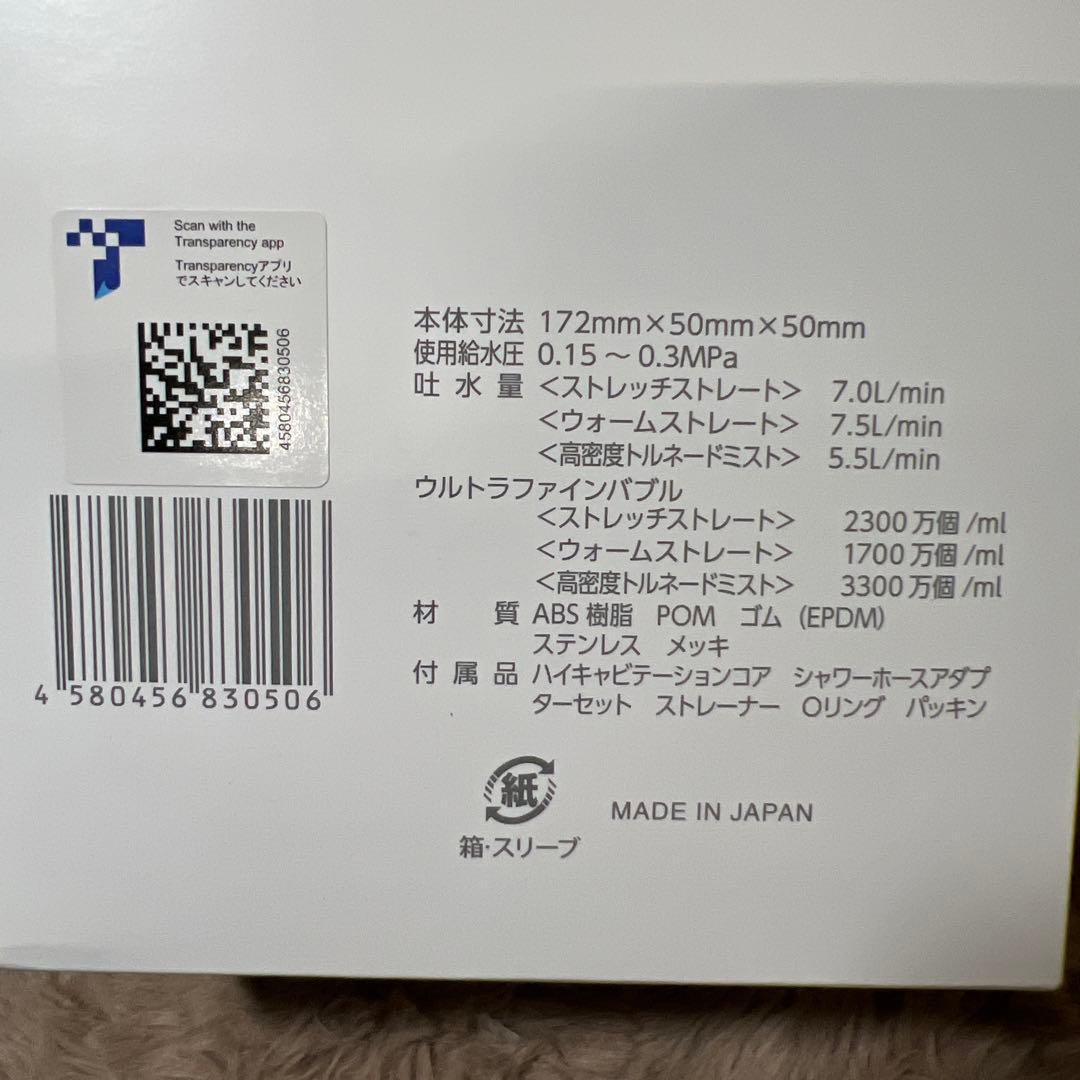 Scan with the
Transparency app
Transparencyアプリ
でスキャンしてください
4580456830506
本体寸法 172mm×50mm×50mm
使用給水圧 0.15～0.3MPa
吐水量 <ストレッチストレート> 7.0L/min
<ウォームストレート> 7.5L/min
<高密度トルネードミスト> 5.5L/min
ウルトラファインバブル
<ストレッチストレート> 2300万個/ml
<ウォームストレート> 1700万個/ml
<高密度トルネードミスト> 3300万個/ml
材質 ABS樹脂 POM ゴム (EPDM)
ステンレス メッキ
付属品 ハイキャビテーションコア シャワーホースアダプ
ターセット ストレーナー Oリング パッキン
4 580456 830506
紙
箱・スリーブ
MADE IN JAPAN